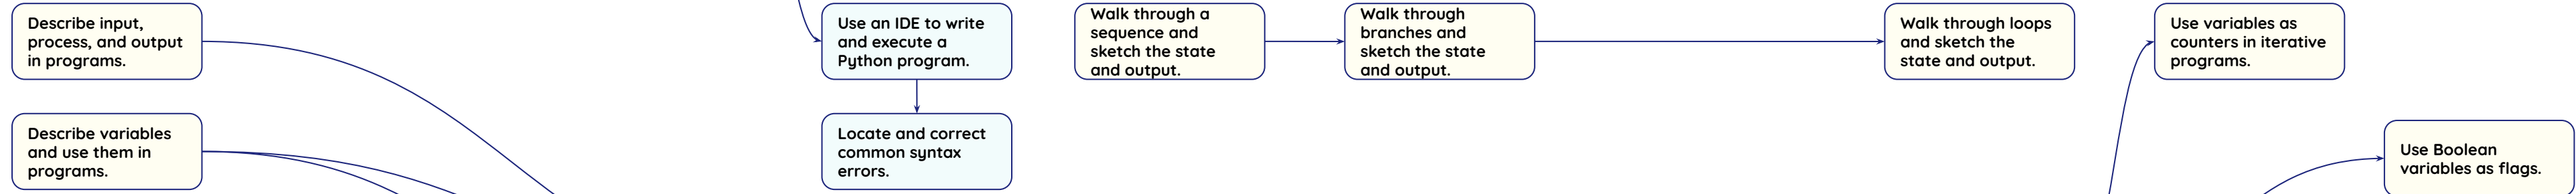 Describe input,
process, and output
in programs.
Use an IDE to write
and execute a
Python program.
Walk through a
sequence and
sketch the state
and output.
Walk through
branches and
sketch the state
and output.
Walk through loops
and sketch the
state and output.
Use variables as
counters in iterative
programs.
Describe variables
and use them in
programs.
Locate and correct
common syntax
errors.
Use Boolean
variables as flags.